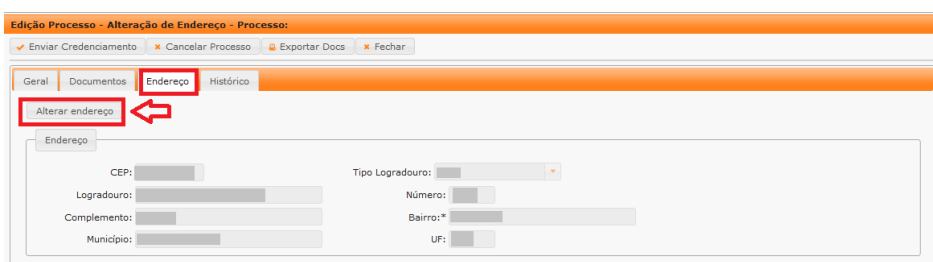 Edição Processo - Alteração de Endereço - Processo:
Enviar Credenciamento Cancelar Processo Exportar Docs Fechar
Geral Documentos Endereço Histórico
Alterar endereço
Endereço
CEP: Tipo Logradouro:
Logradouro: Número:
Complemento: Bairro:*
Município: UF: